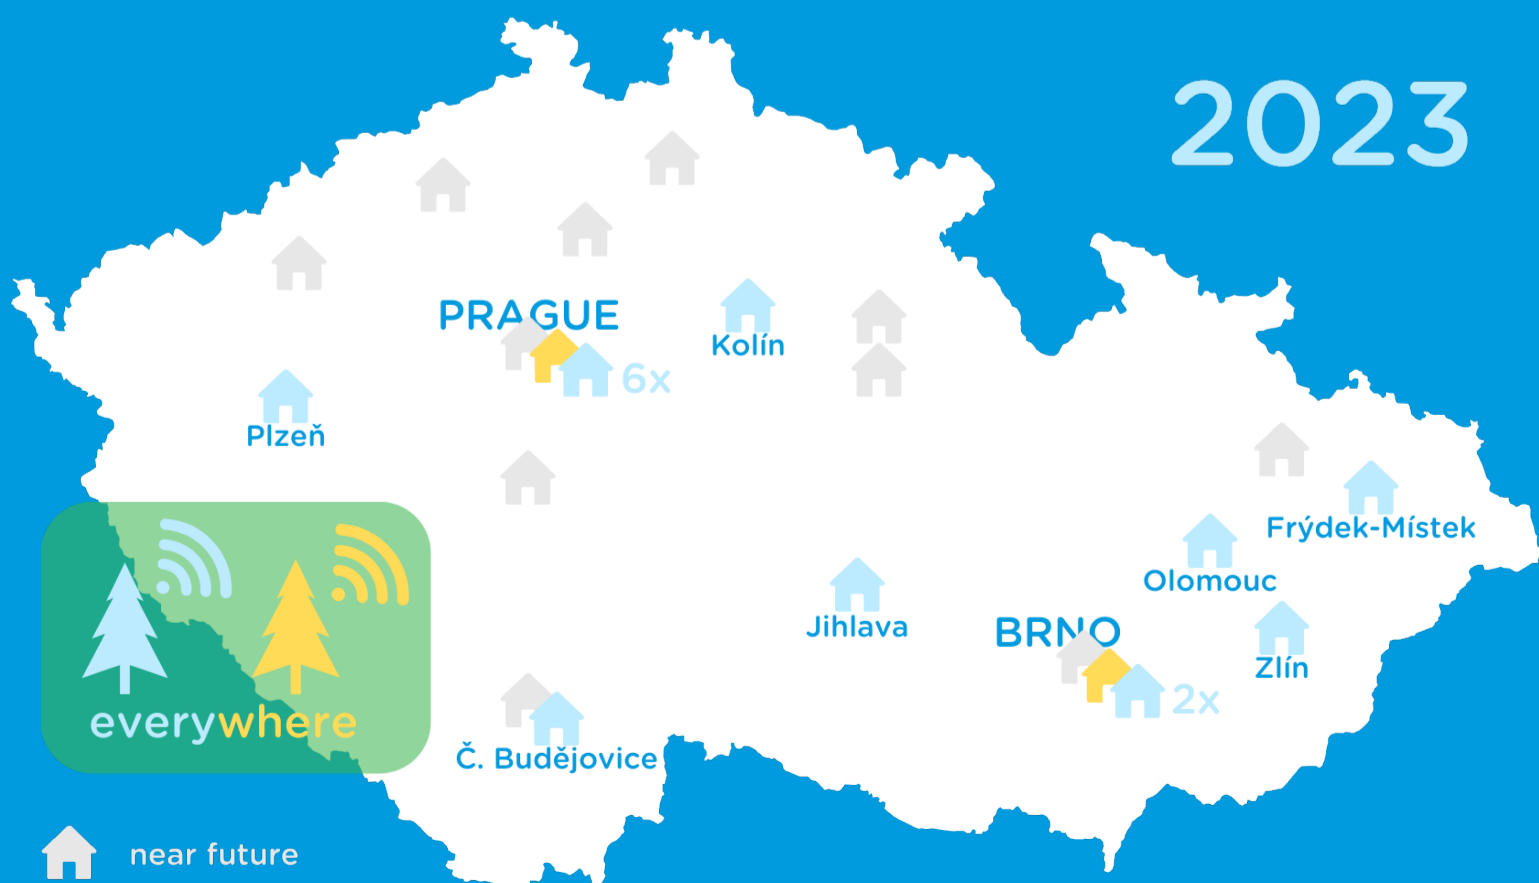 2023
PRAGUE
6x
Kolín
Plzeň
Frýdek-Místek
Olomouc
Jihlava
BRNO
2x
Zlín
everywhere
Č. Budějovice
near future